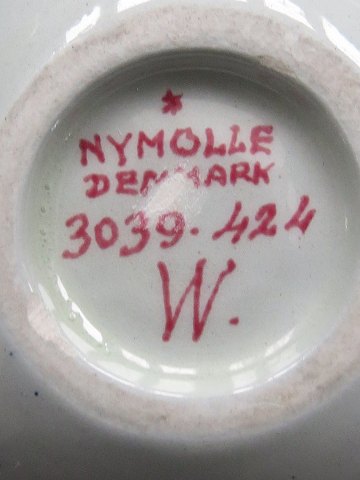 *
NYMOLLE
DENMARK
3039.424
W.